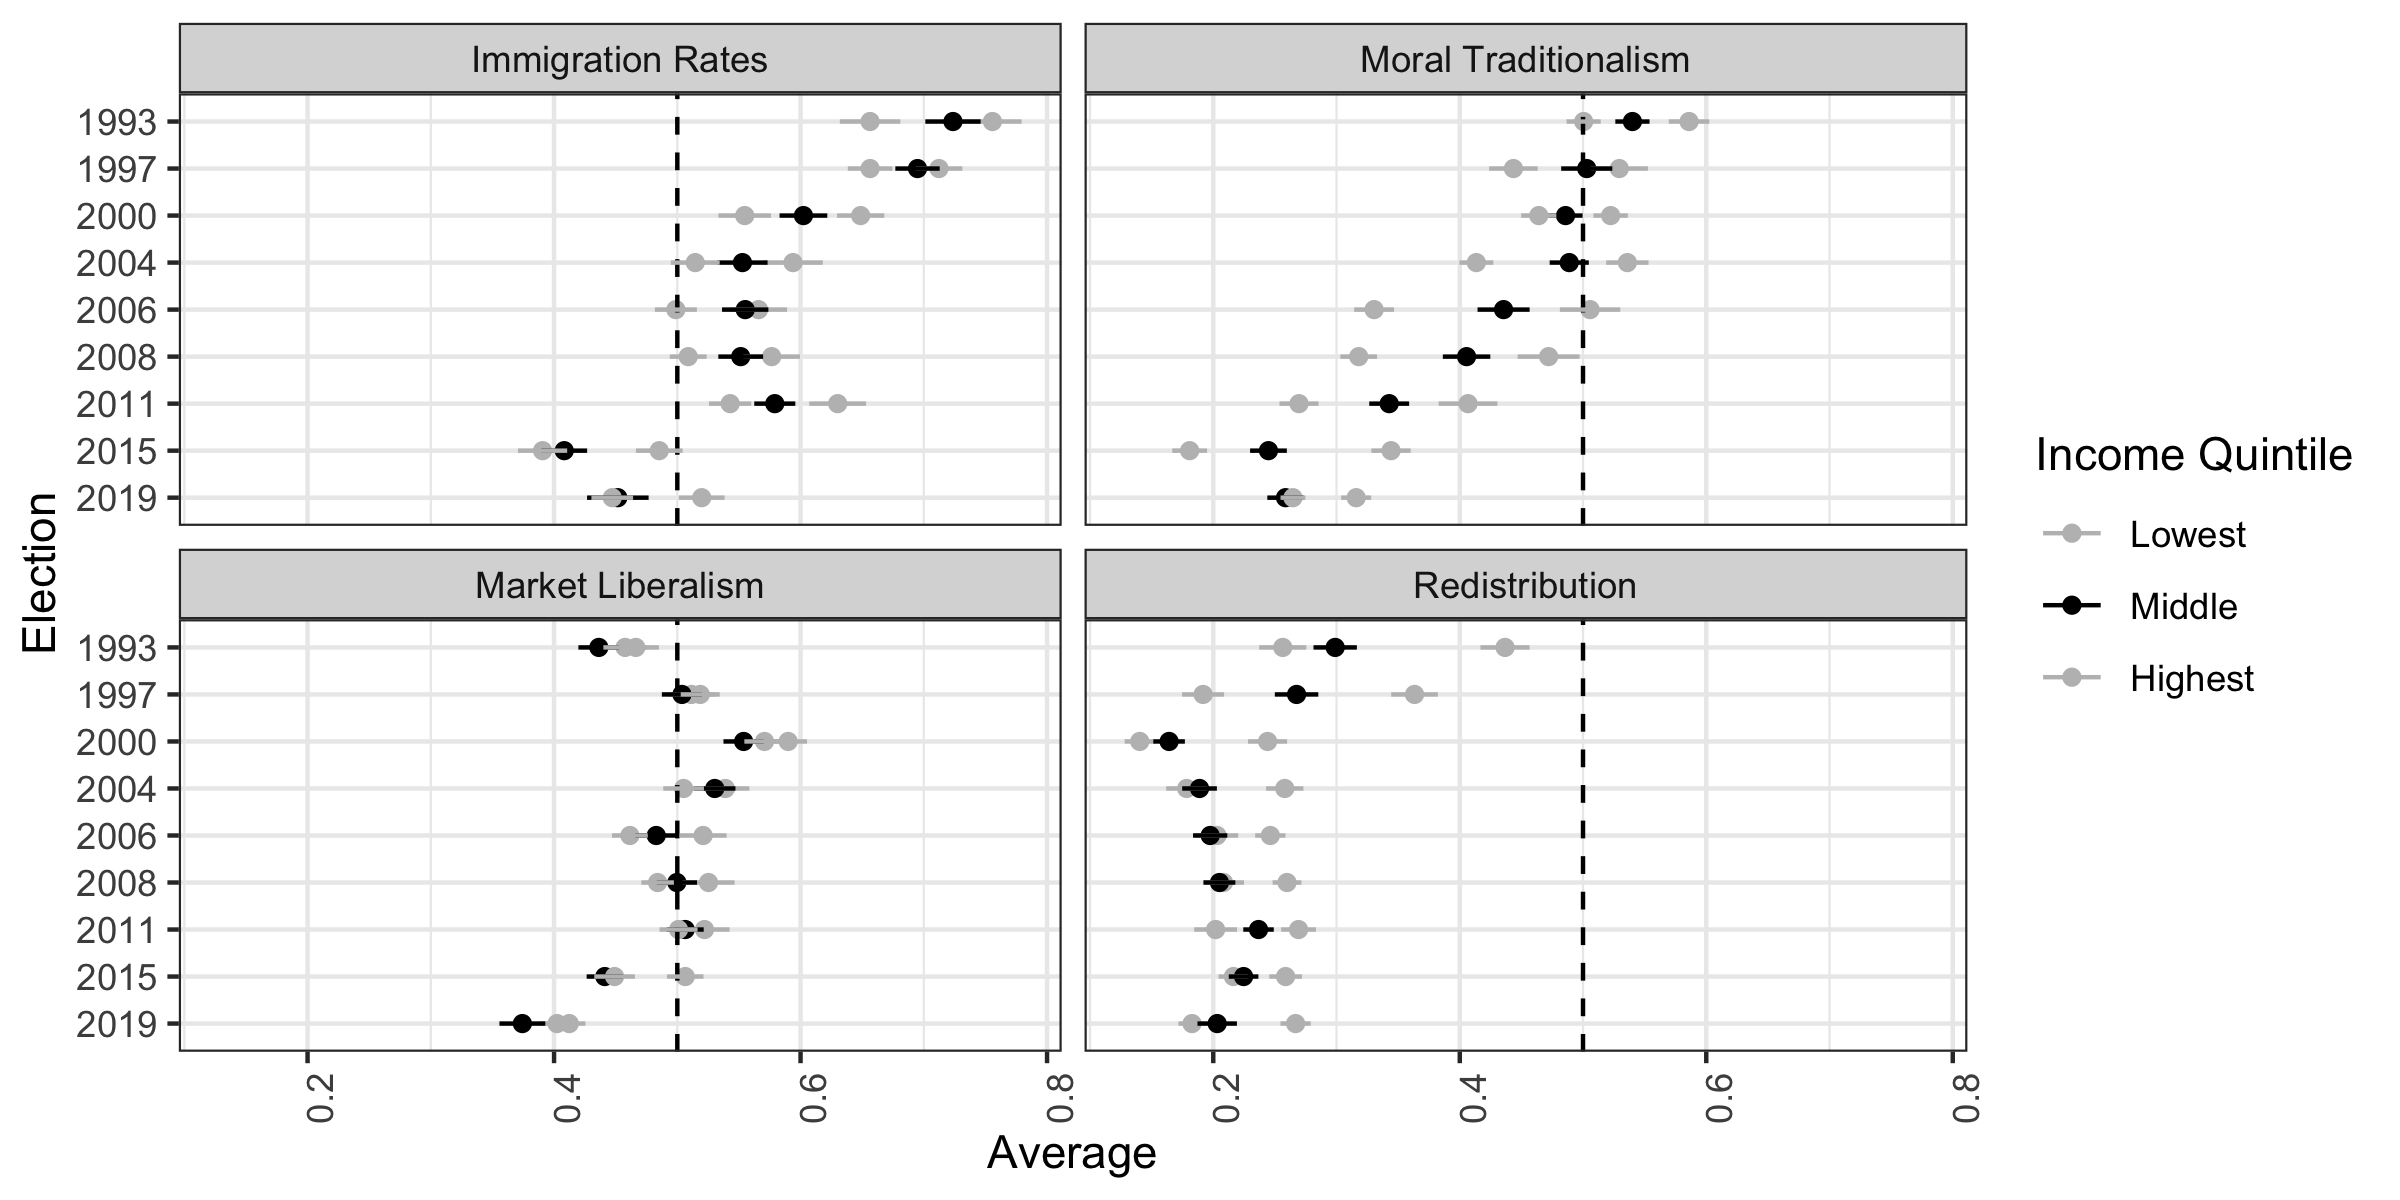 Immigration Rates
Moral Traditionalism
1993
1997
2000
2004
2006
2008
2011
2015
2019
Market Liberalism
Redistribution
1993
1997
2000
2004
2006
2008
2011
2015
2019
0.2
0.4
0.6
0.8
0.2
0.4
0.6
0.8
Average
Election
Income Quintile
Lowest
Middle
Highest